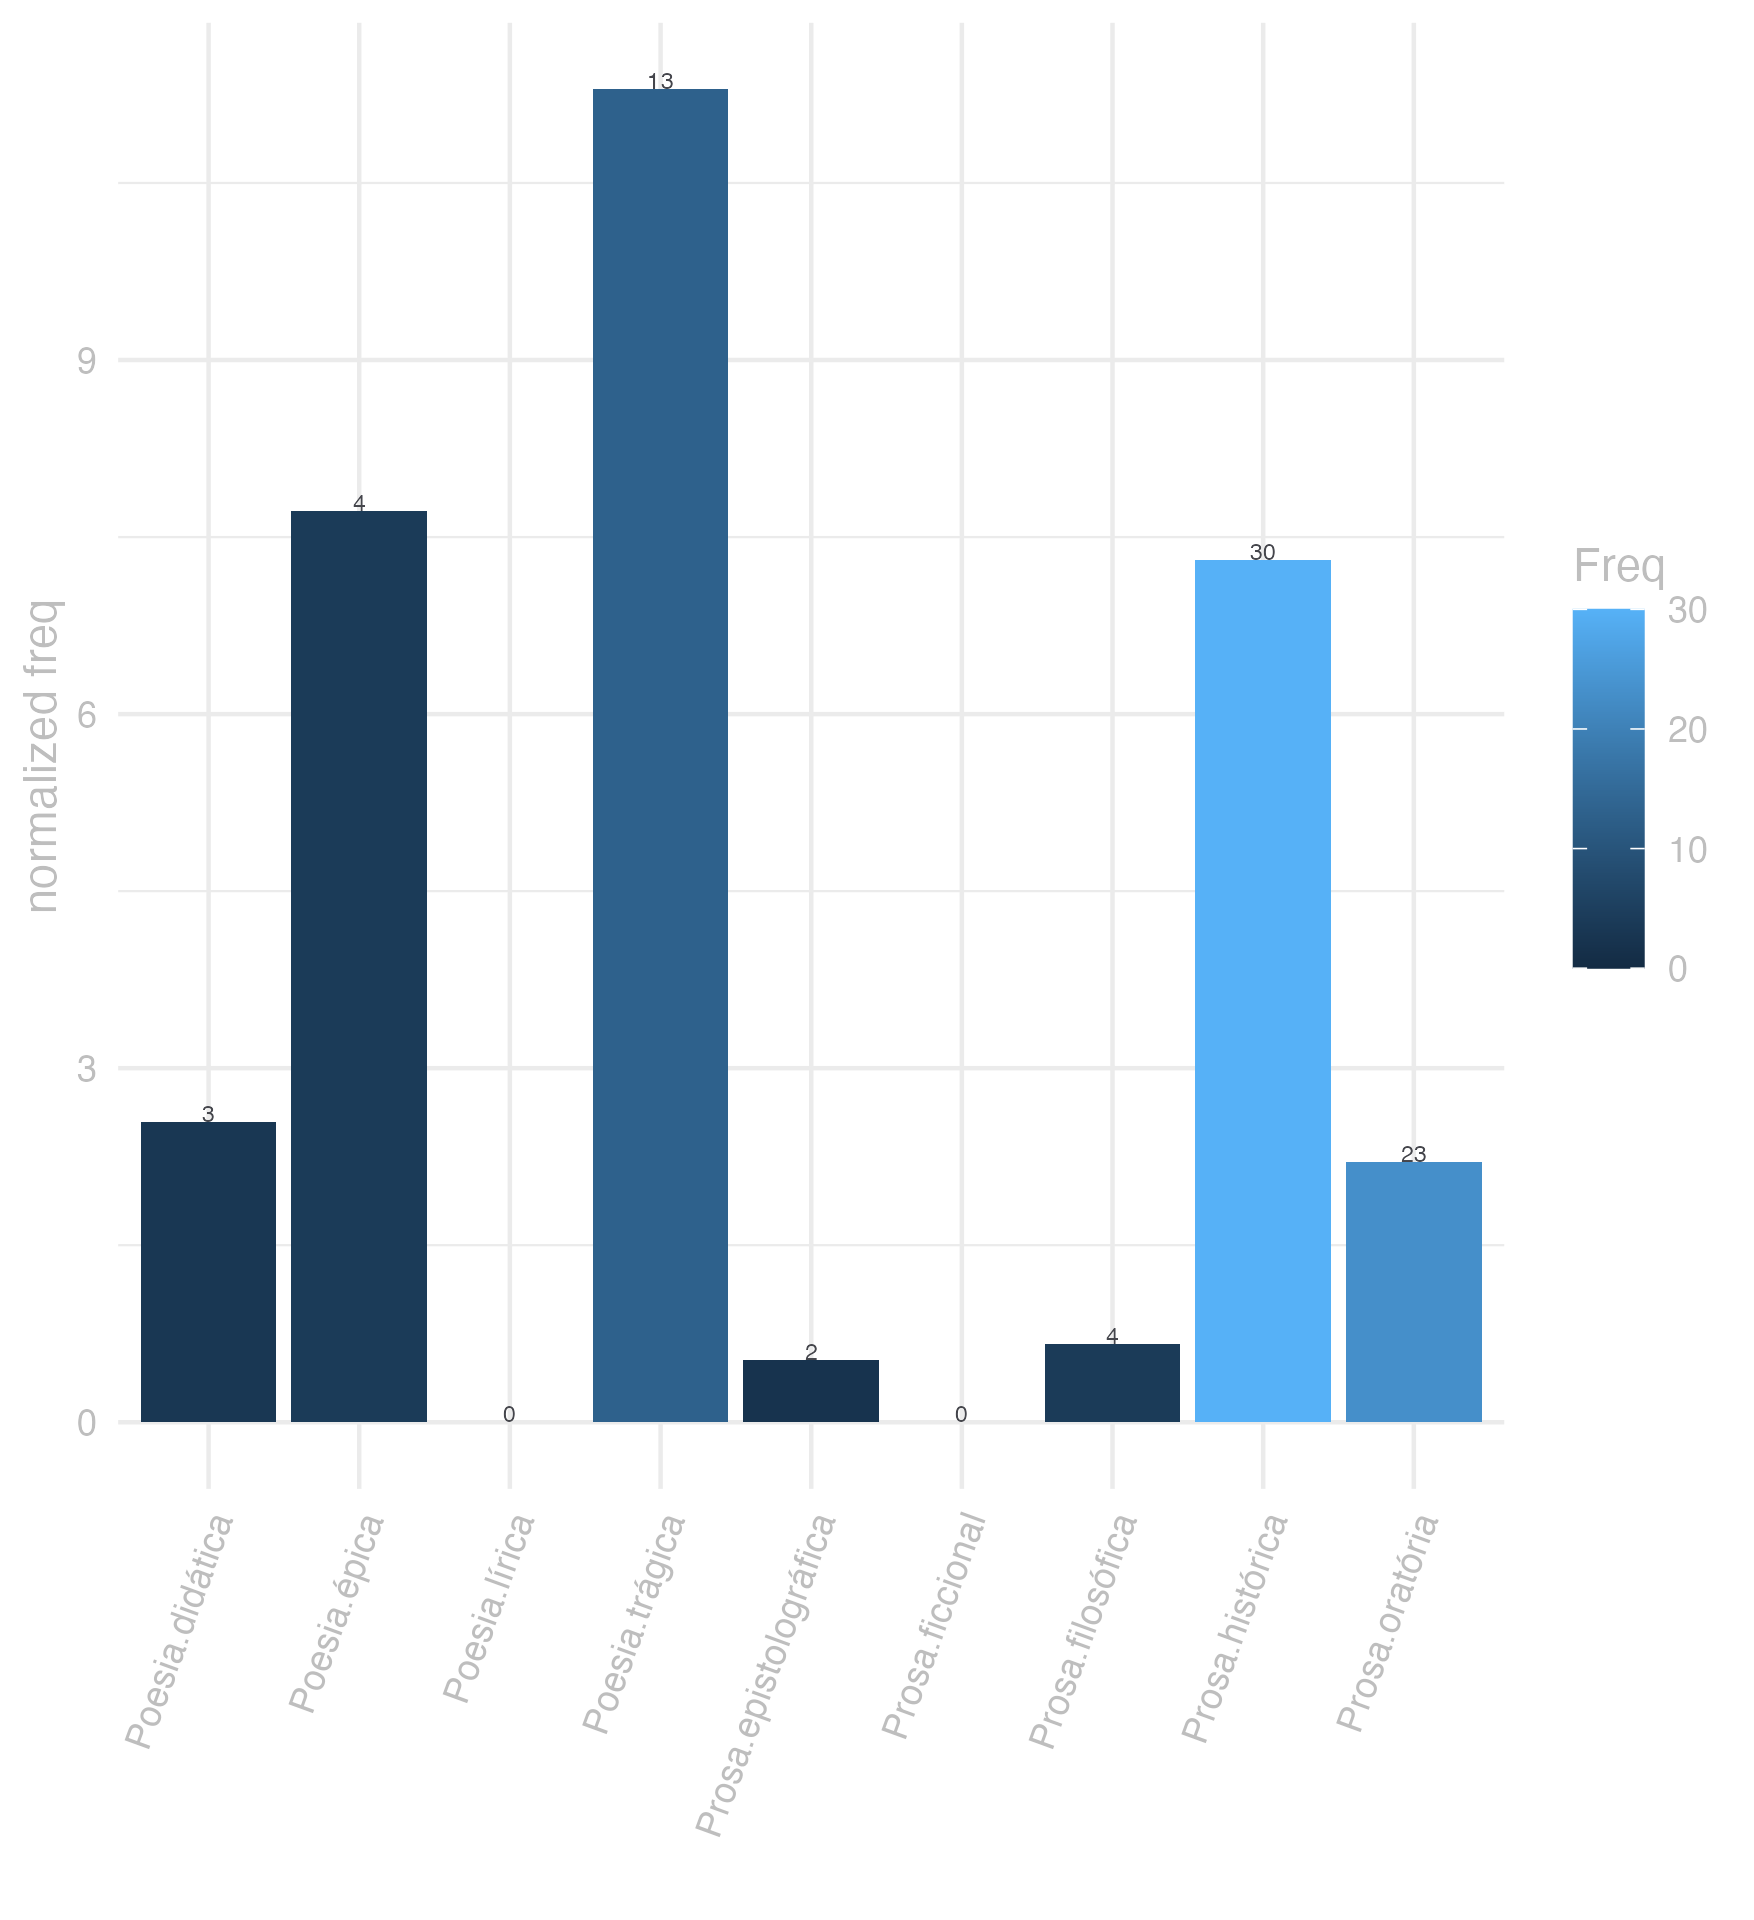 13
4
30
3
23
2
4
0
0
9
6
3
0
normalized freq
Poesia.didática
Poesia.épica
Poesia.lírica
Poesia.trágica
Prosa.epistolográfica
Prosa.ficcional
Prosa.filosófica
Prosa.histórica
Prosa.oratória
Freq
30
20
10
0